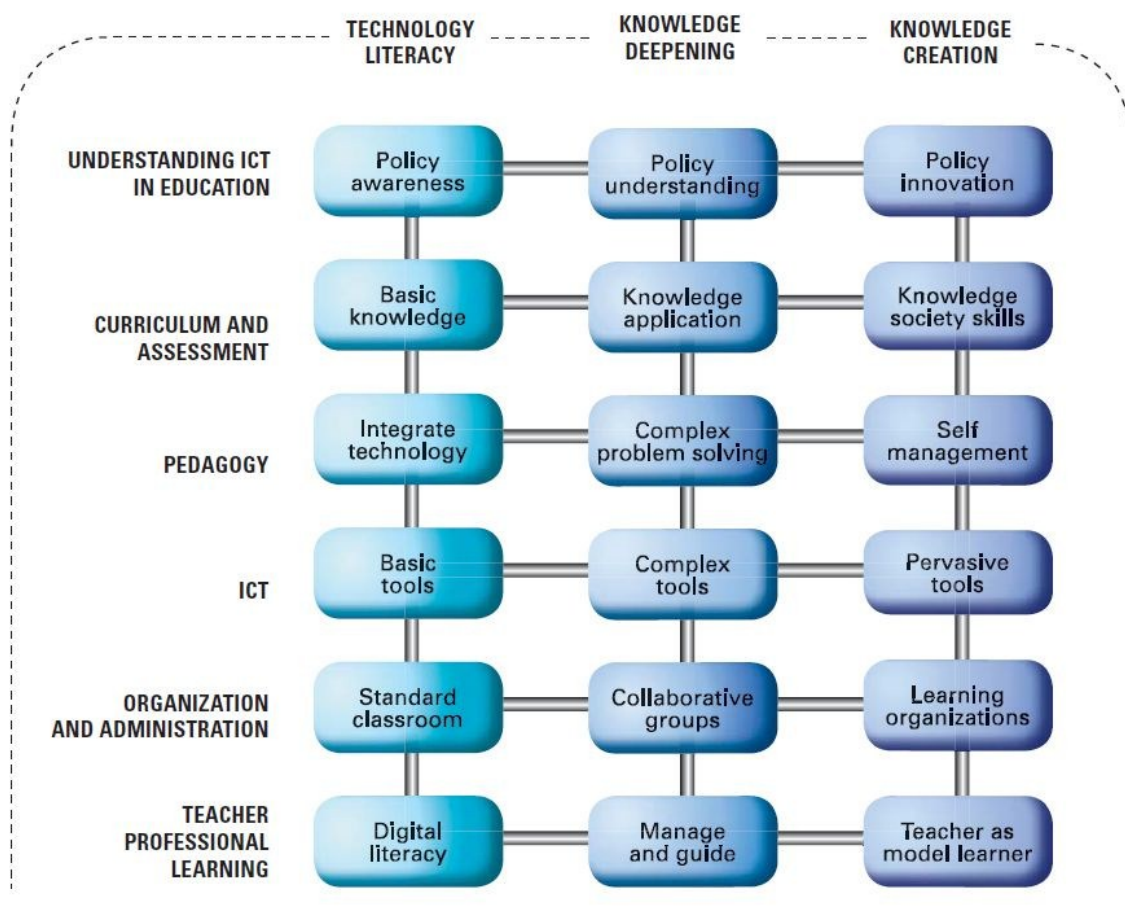 TECHNOLOGY
LITERACY
KNOWLEDGE
DEEPENING
KNOWLEDGE
CREATION
UNDERSTANDING ICT
IN EDUCATION
Policy
awareness
Policy
understanding
Policy
innovation
CURRICULUM AND
ASSESSMENT
Basic
knowledge
Knowledge
application
Knowledge
society skills
PEDAGOGY
Integrate
technology
Complex
problem solving
Self
management
ICT
Basic
tools
Complex
tools
Pervasive
tools
ORGANIZATION
AND ADMINISTRATION
Standard
classroom
Collaborative
groups
Learning
organizations
TEACHER
PROFESSIONAL
LEARNING
Digital
literacy
Manage
and guide
Teacher as
model learner